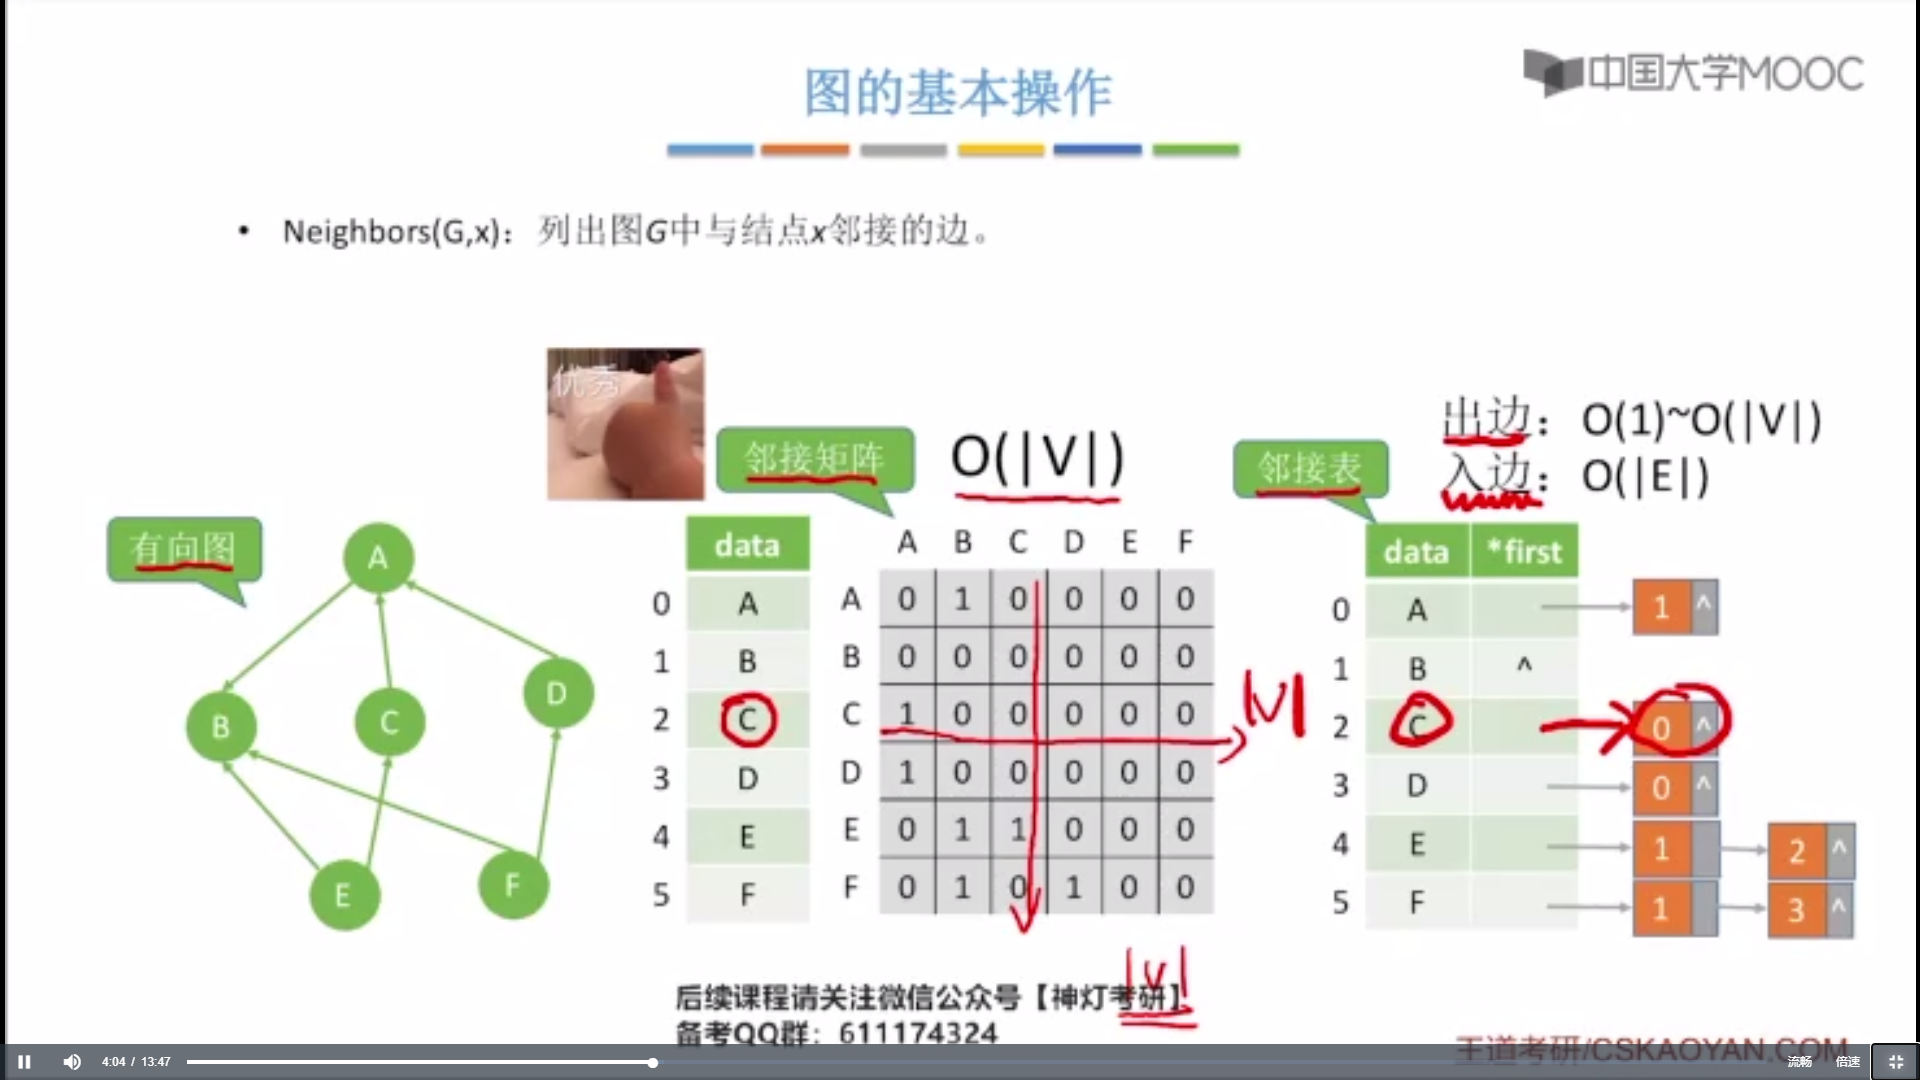 中国大学MOOC
图的基本操作
• Neighbors(G,x)：列出图G中与结点x邻接的边。
优秀
出边：O(1)~O(|V|)
入边：O(|E|)
邻接矩阵
O(|V|)
邻接表
有向图
A
B
C
D
E
F
data
0 A
1 B
2 C
3 D
4 E
5 F
A B C D E F
A 0 1 0 0 0 0
B 0 0 0 0 0 0
C 1 0 0 0 0 0
D 1 0 0 0 0 0
E 0 1 1 0 0 0
F 0 1 0 1 0 0
|V|
|V|
data *first
0 A 1 ^
1 B ^
2 C 0 ^
3 D 0 ^
4 E 1 2 ^
5 F 1 3 ^
后续课程请关注微信公众号【神灯考研】
备考QQ群：611174324
王道考研/CSKAOYAN.COM
4:04 / 13:47
流畅
倍速